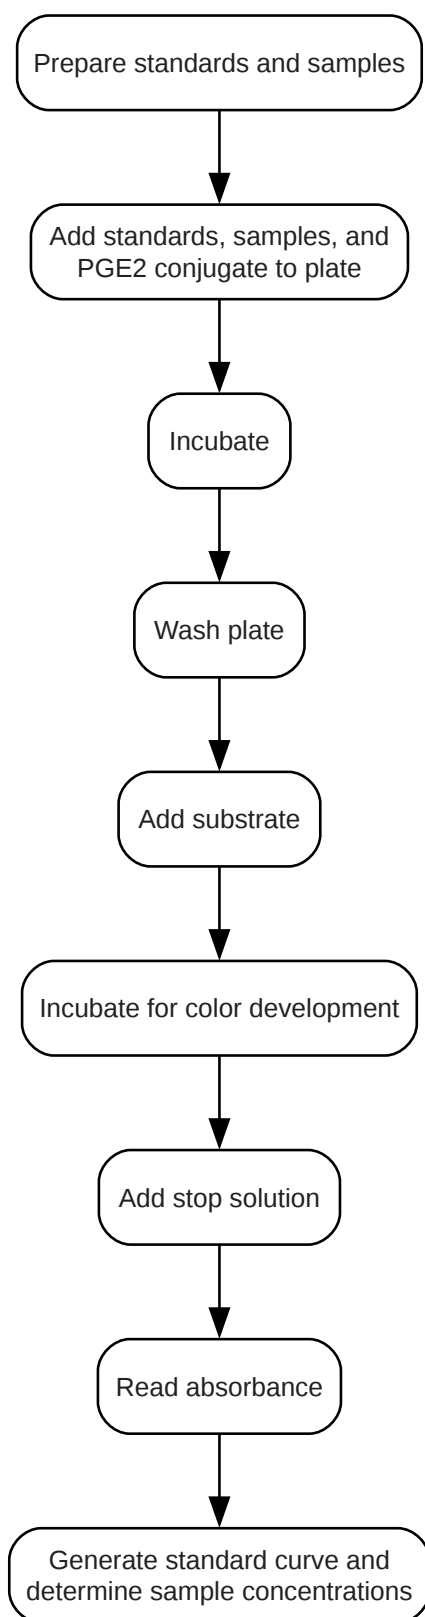 Prepare standards and samples
Add standards, samples, and
PGE2 conjugate to plate
Incubate
Wash plate
Add substrate
Incubate for color development
Add stop solution
Read absorbance
Generate standard curve and
determine sample concentrations